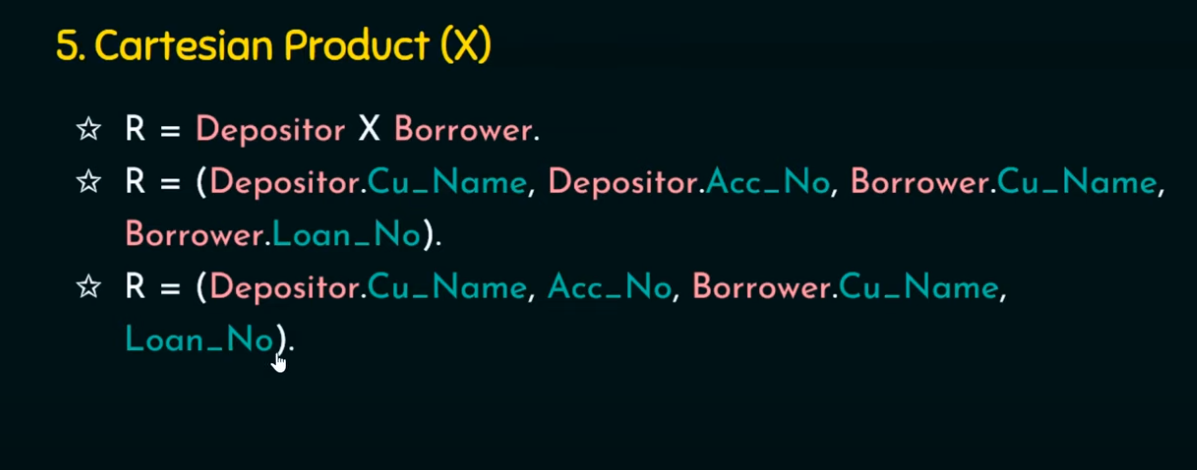 5. Cartesian Product (X)
☆ R = Depositor X Borrower.
☆ R = (Depositor.Cu_Name, Depositor.Acc_No, Borrower.Cu_Name,
Borrower.Loan_No).
☆ R = (Depositor.Cu_Name, Acc_No, Borrower.Cu_Name,
Loan_No).